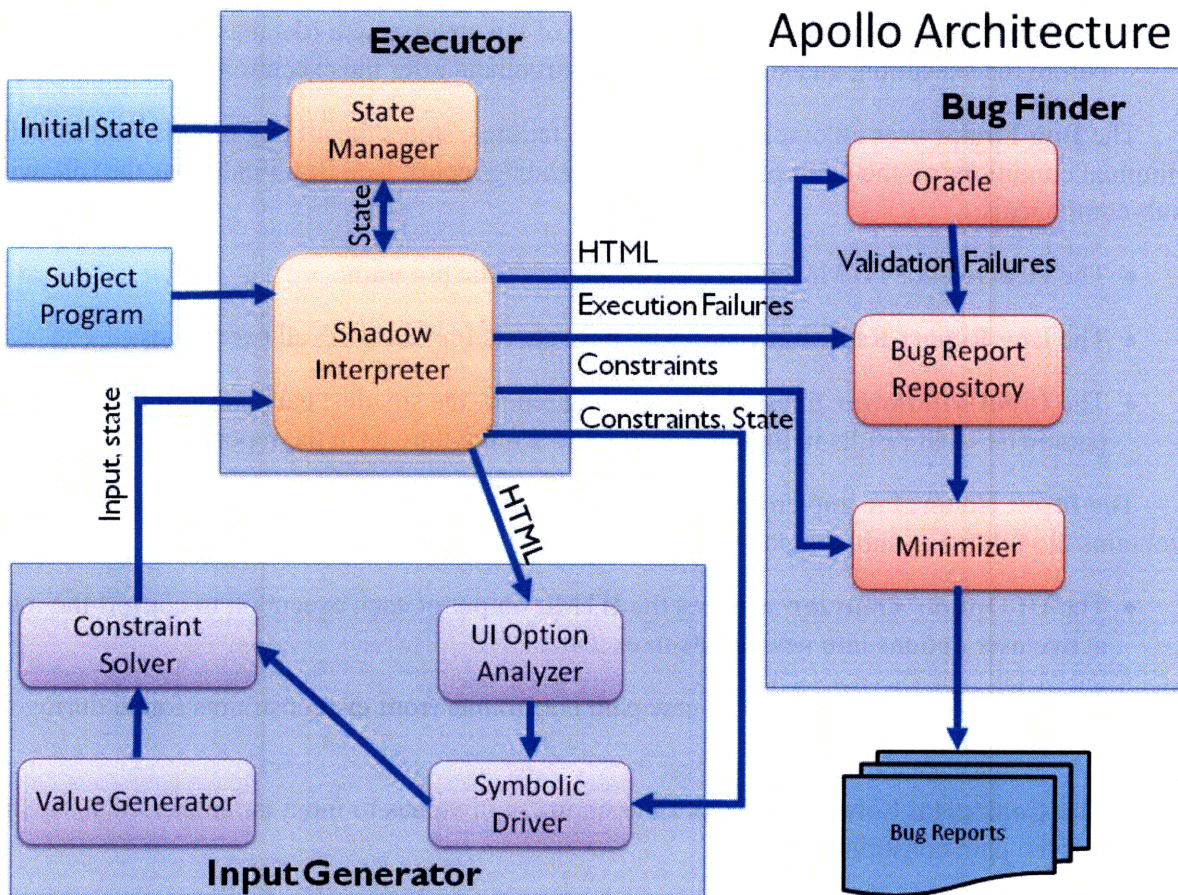 Apollo Architecture
Executor
Bug Finder
Initial State
State
Manager
Oracle
State
HTML
Validation Failures
Subject
Program
Execution Failures
Shadow
Interpreter
Bug Report
Repository
Constraints
Constraints, State
Input, state
HTML
Minimizer
Constraint
Solver
UI Option
Analyzer
Value Generator
Symbolic
Driver
Bug Reports
Input Generator